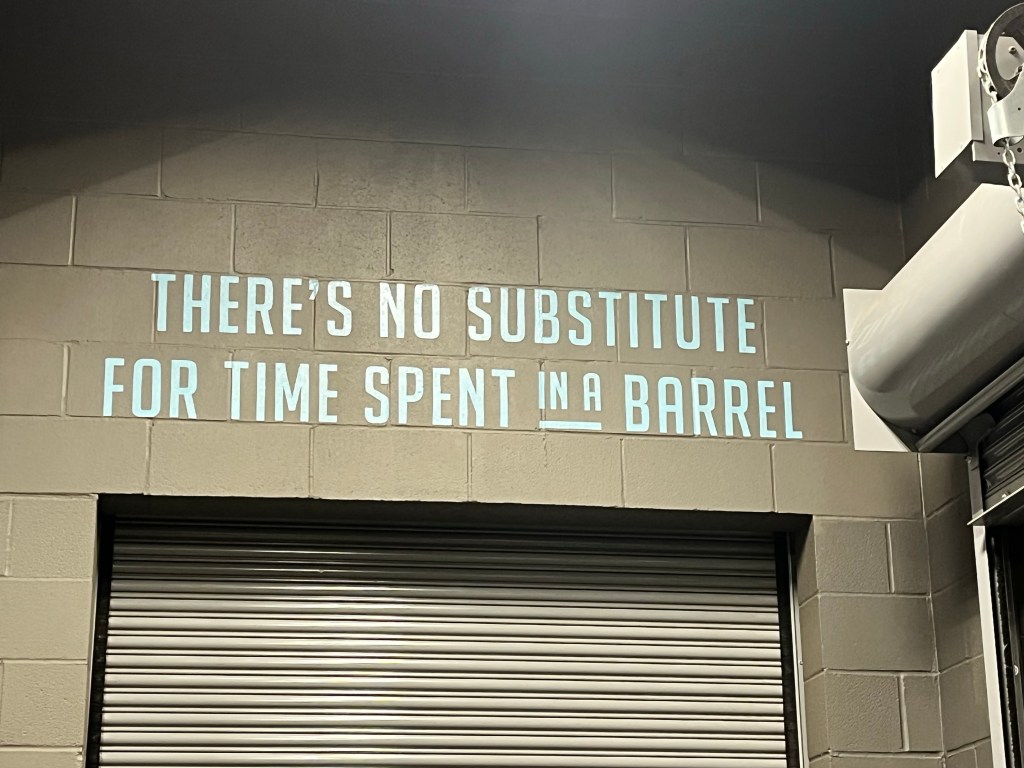 THERE'S NO SUBSTITUTE
FOR TIME SPENT IN A BARREL